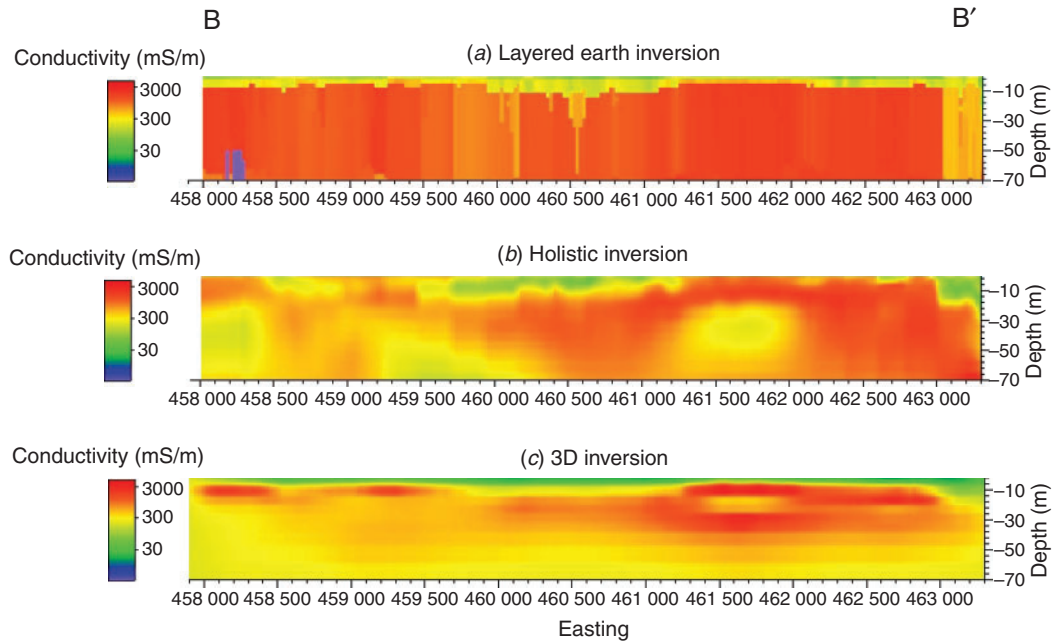 B B′
Conductivity (mS/m)
(a) Layered earth inversion
3000
300
30
–10
–30
–50
–70
Depth (m)
458 000 458 500 459 000 459 500 460 000 460 500 461 000 461 500 462 000 462 500 463 000
Conductivity (mS/m)
(b) Holistic inversion
3000
300
30
–10
–30
–50
–70
Depth (m)
458 000 458 500 459 000 459 500 460 000 460 500 461 000 461 500 462 000 462 500 463 000
Conductivity (mS/m)
(c) 3D inversion
3000
300
30
–10
–30
–50
–70
Depth (m)
458 000 458 500 459 000 459 500 460 000 460 500 461 000 461 500 462 000 462 500 463 000
Easting